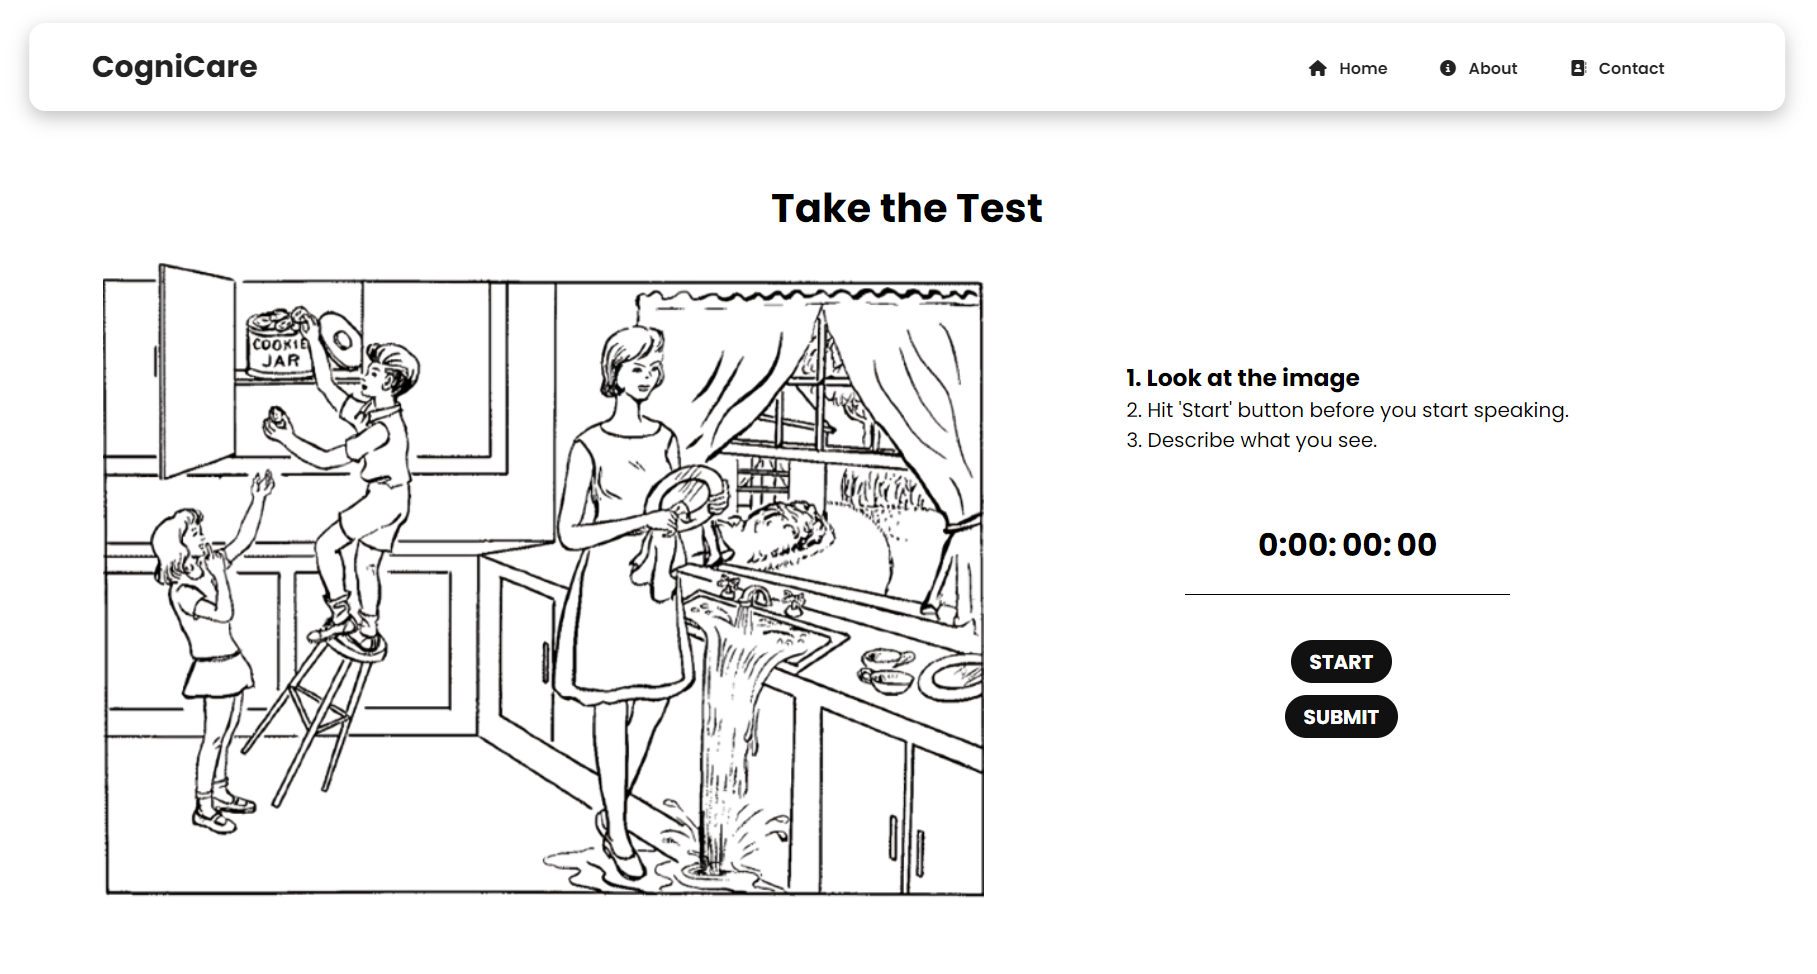 CogniCare
Home
About
Contact
Take the Test
COOKIE
JAR
1. Look at the image
2. Hit 'Start' button before you start speaking.
3. Describe what you see.
0:00: 00: 00
START
SUBMIT